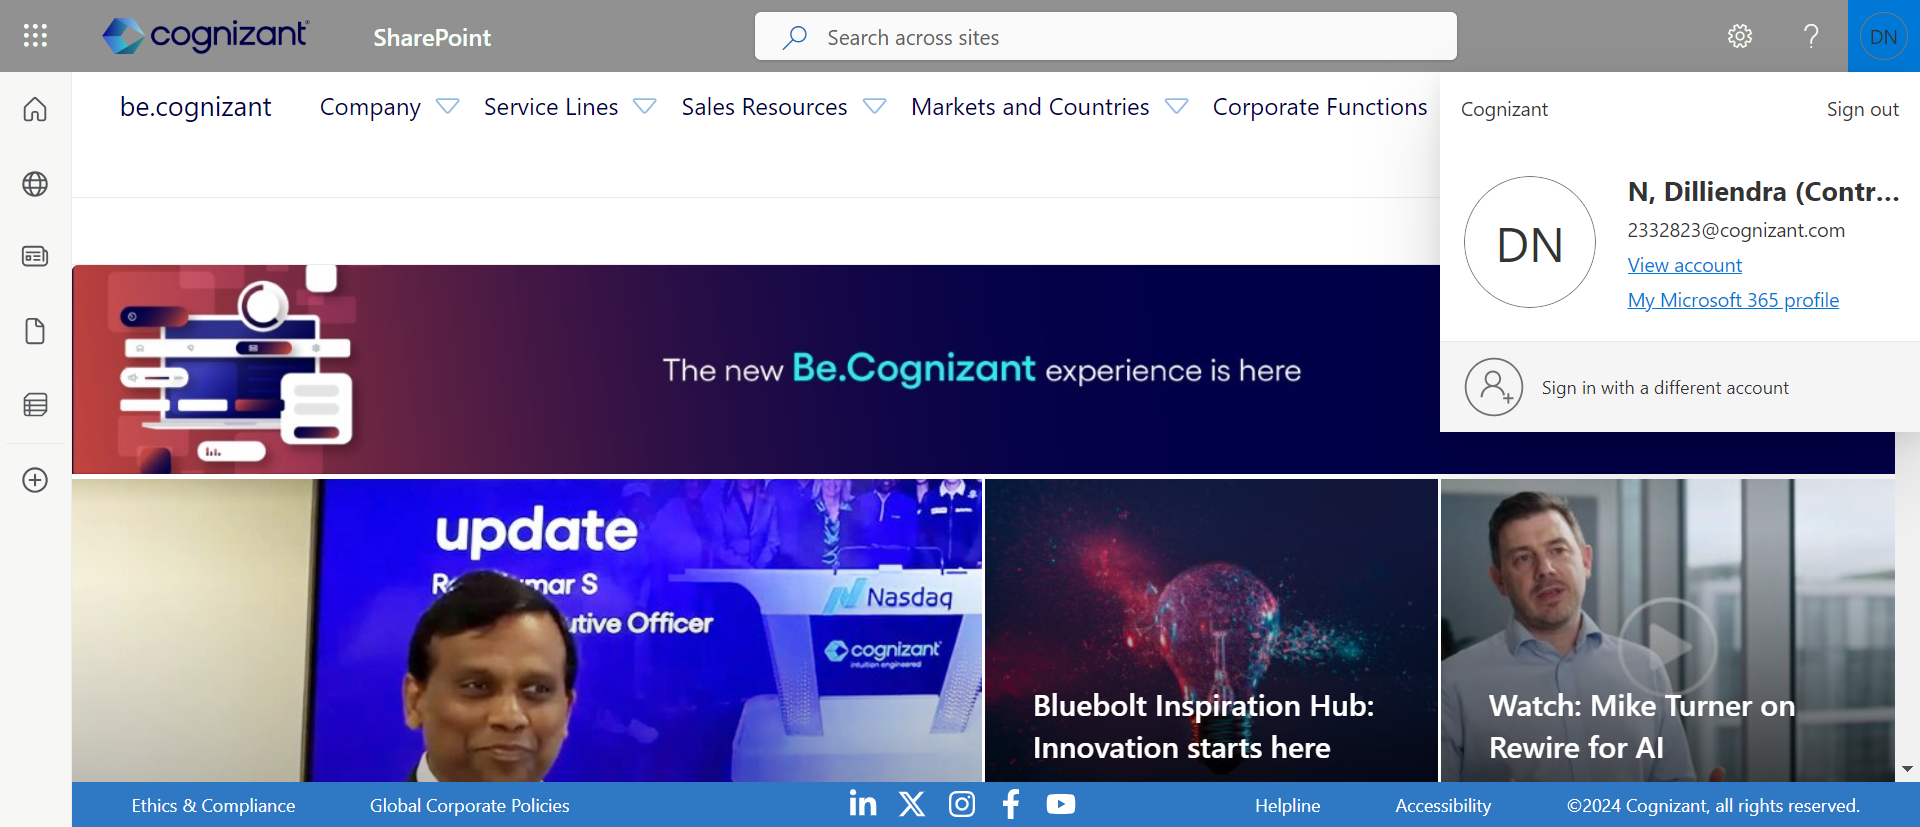 cognizant
SharePoint
Search across sites
DN
be.cognizant
Company
Service Lines
Sales Resources
Markets and Countries
Corporate Functions
Cognizant
Sign out
DN
N, Dilliendra (Contr...
2332823@cognizant.com
View account
My Microsoft 365 profile
Sign in with a different account
The new Be.Cognizant experience is here
update
mar S
utive Officer
Nasdaq
cognizant
intuition engineered
Bluebolt Inspiration Hub:
Innovation starts here
Watch: Mike Turner on
Rewire for AI
Ethics & Compliance
Global Corporate Policies
Helpline
Accessibility
©2024 Cognizant, all rights reserved.